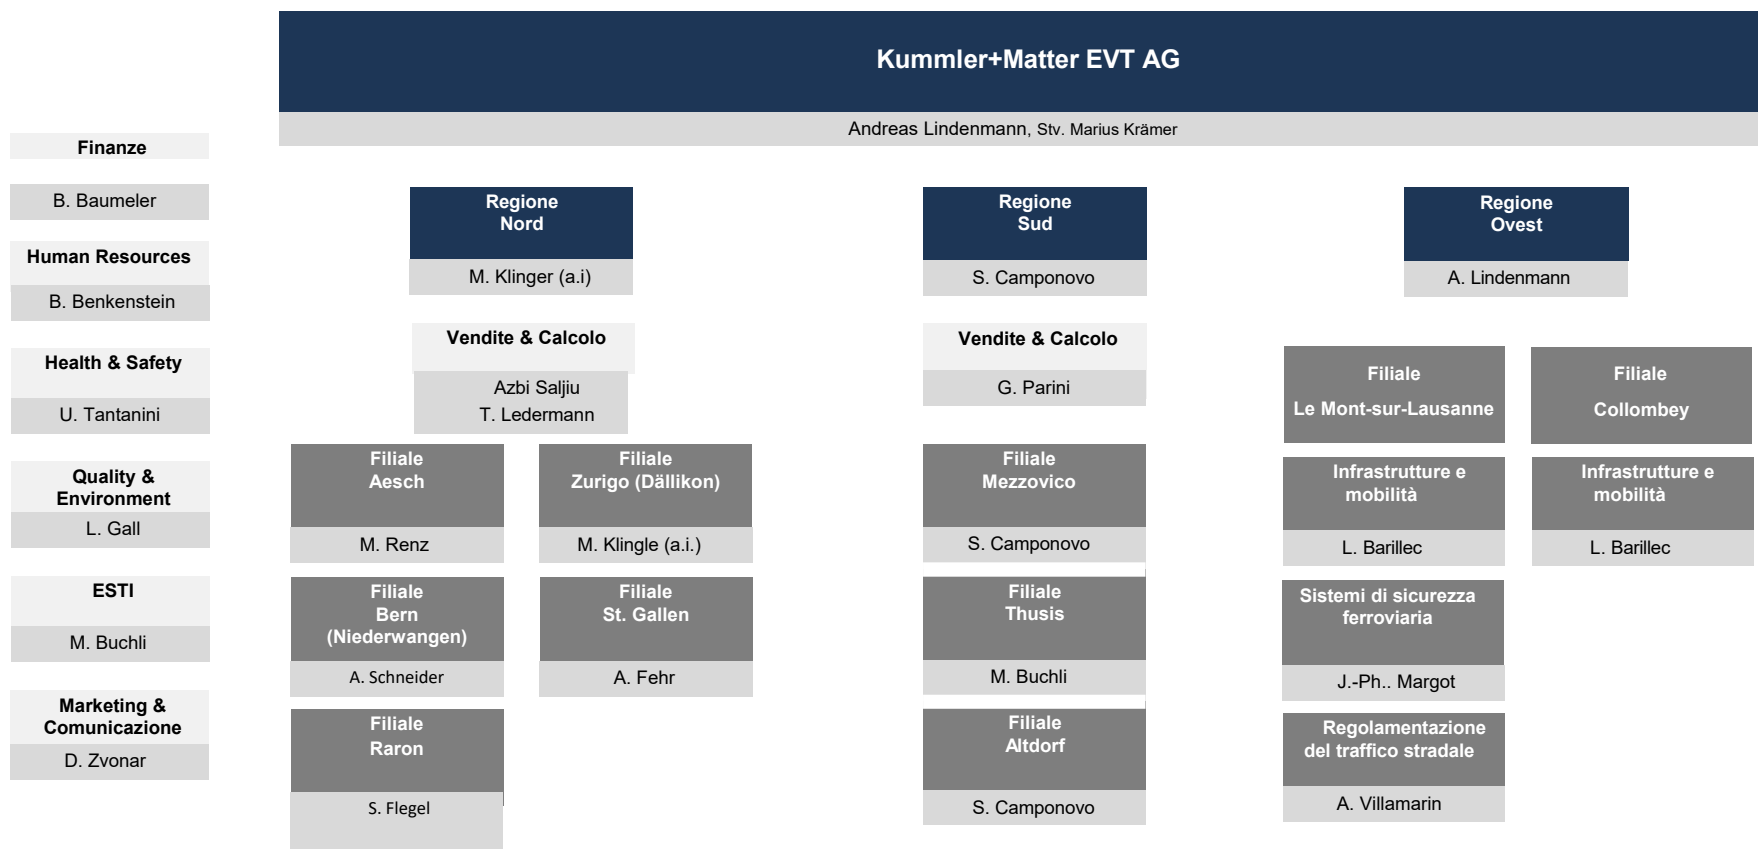 Kummler+Matter EVT AG
Andreas Lindenmann, Stv. Marius Krämer
Finanze
B. Baumeler
Human Resources
B. Benkenstein
Health & Safety
U. Tantanini
Quality &
Environment
L. Gall
ESTI
M. Buchli
Marketing &
Comunicazione
D. Zvonar
Regione
Nord
M. Klinger (a.i)
Vendite & Calcolo
Azbi Saljiu
T. Ledermann
Filiale
Aesch
M. Renz
Filiale
Zurigo (Dällikon)
M. Klingle (a.i.)
Filiale
Bern
(Niederwangen)
A. Schneider
Filiale
St. Gallen
A. Fehr
Filiale
Raron
S. Flegel
Regione
Sud
S. Camponovo
Vendite & Calcolo
G. Parini
Filiale
Mezzovico
S. Camponovo
Filiale
Thusis
M. Buchli
Filiale
Altdorf
S. Camponovo
Regione
Ovest
A. Lindenmann
Filiale
Le Mont-sur-Lausanne
Infrastrutture e
mobilità
L. Barillec
Sistemi di sicurezza
ferroviaria
J.-Ph.. Margot
Regolamentazione
del traffico stradale
A. Villamarin
Filiale
Collombey
Infrastrutture e
mobilità
L. Barillec